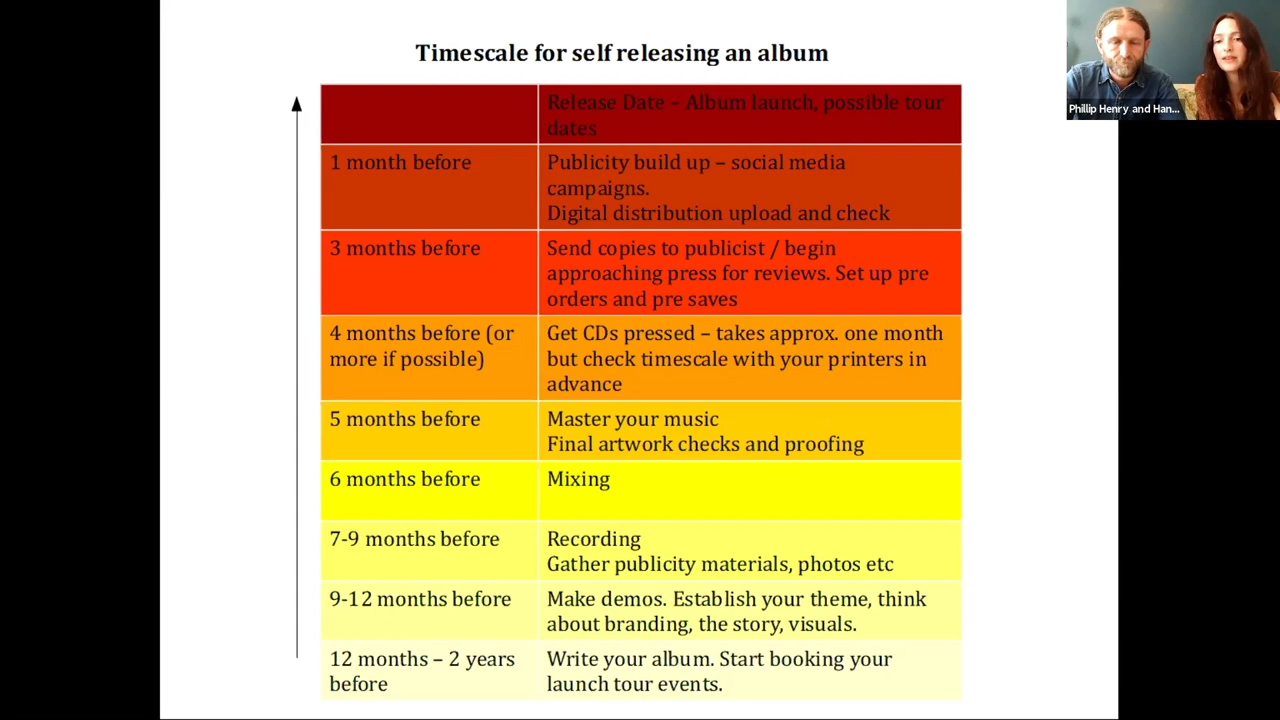 Timescale for self releasing an album
Release Date – Album launch, possible tour
dates
1 month before
Publicity build up – social media
campaigns.
Digital distribution upload and check
3 months before
Send copies to publicist / begin
approaching press for reviews. Set up pre
orders and pre saves
4 months before (or
more if possible)
Get CDs pressed – takes approx. one month
but check timescale with your printers in
advance
5 months before
Master your music
Final artwork checks and proofing
6 months before
Mixing
7-9 months before
Recording
Gather publicity materials, photos etc
9-12 months before
Make demos. Establish your theme, think
about branding, the story, visuals.
12 months – 2 years
before
Write your album. Start booking your
launch tour events.
Phillip Henry and Han...